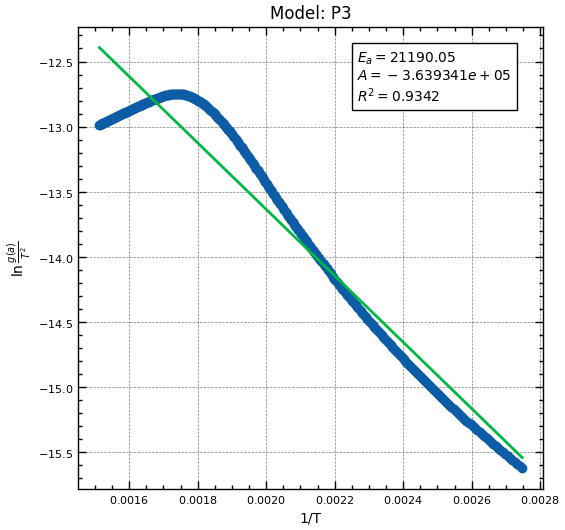 Model: P3
E_a = 21190.05
A = −3.639341e + 05
R² = 0.9342
−12.5
−13.0
−13.5
−14.0
−14.5
−15.0
−15.5
ln g(a)/T²
0.0016 0.0018 0.0020 0.0022 0.0024 0.0026 0.0028
1/T